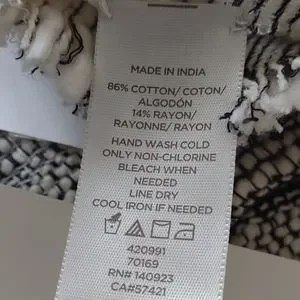 MADE IN INDIA
86% COTTON/ COTON/
ALGODÓN
14% RAYON/
RAYONNE/ RAYON
HAND WASH COLD
ONLY NON-CHLORINE
BLEACH WHEN
NEEDED
LINE DRY
COOL IRON IF NEEDED
420991
70169
RN# 140923
CA#57421